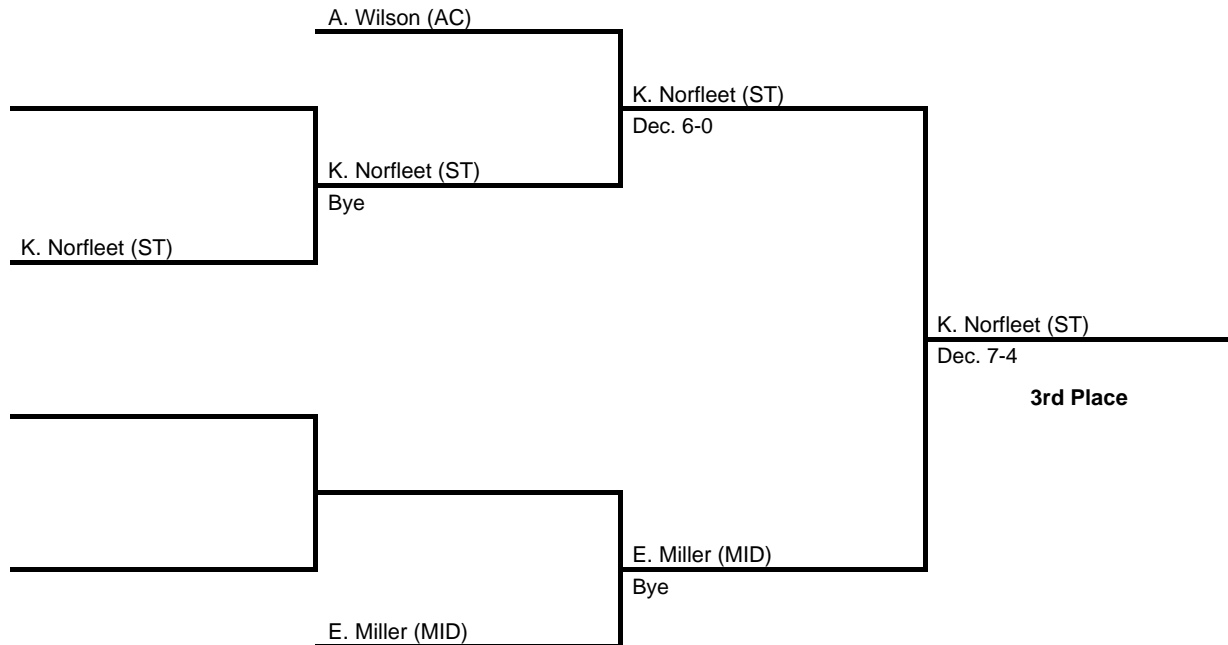 A. Wilson (AC)
K. Norfleet (ST)
Dec. 6-0
K. Norfleet (ST)
Bye
K. Norfleet (ST)
K. Norfleet (ST)
Dec. 7-4
3rd Place
E. Miller (MID)
Bye
E. Miller (MID)